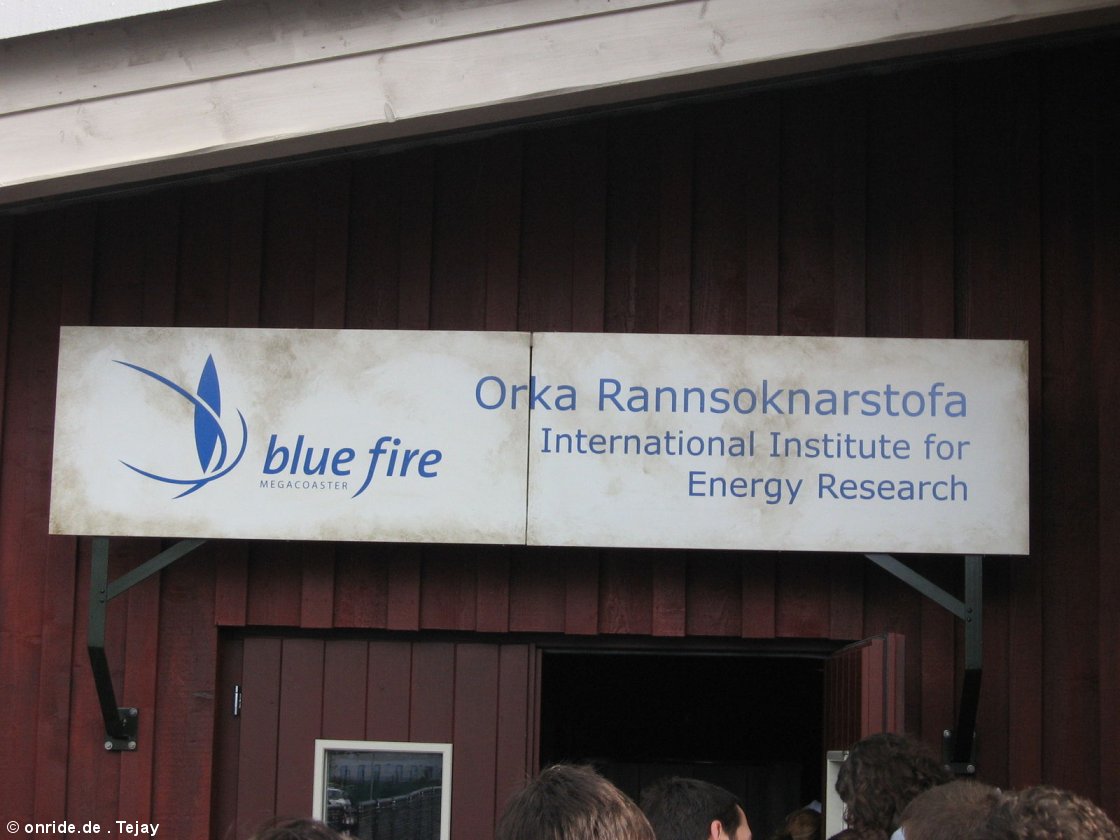 blue fire
MEGACOASTER
Orka Rannsoknarstofa
International Institute for
Energy Research
© onride.de . Tejay